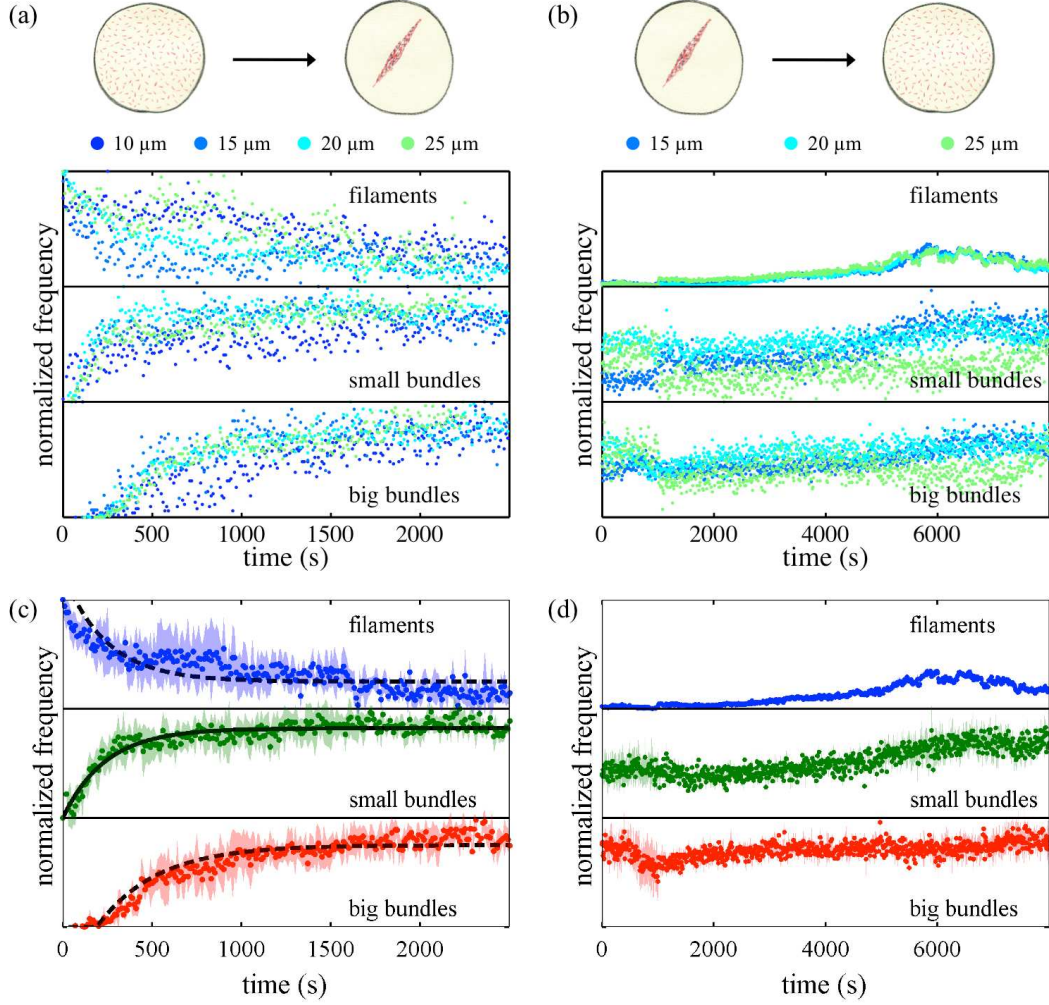 (a)
10 µm 15 µm 20 µm 25 µm
normalized frequency
filaments
small bundles
big bundles
0 500 1000 1500 2000
time (s)
(b)
15 µm 20 µm 25 µm
normalized frequency
filaments
small bundles
big bundles
0 2000 4000 6000
time (s)
(c)
normalized frequency
filaments
small bundles
big bundles
0 500 1000 1500 2000
time (s)
(d)
normalized frequency
filaments
small bundles
big bundles
0 2000 4000 6000
time (s)